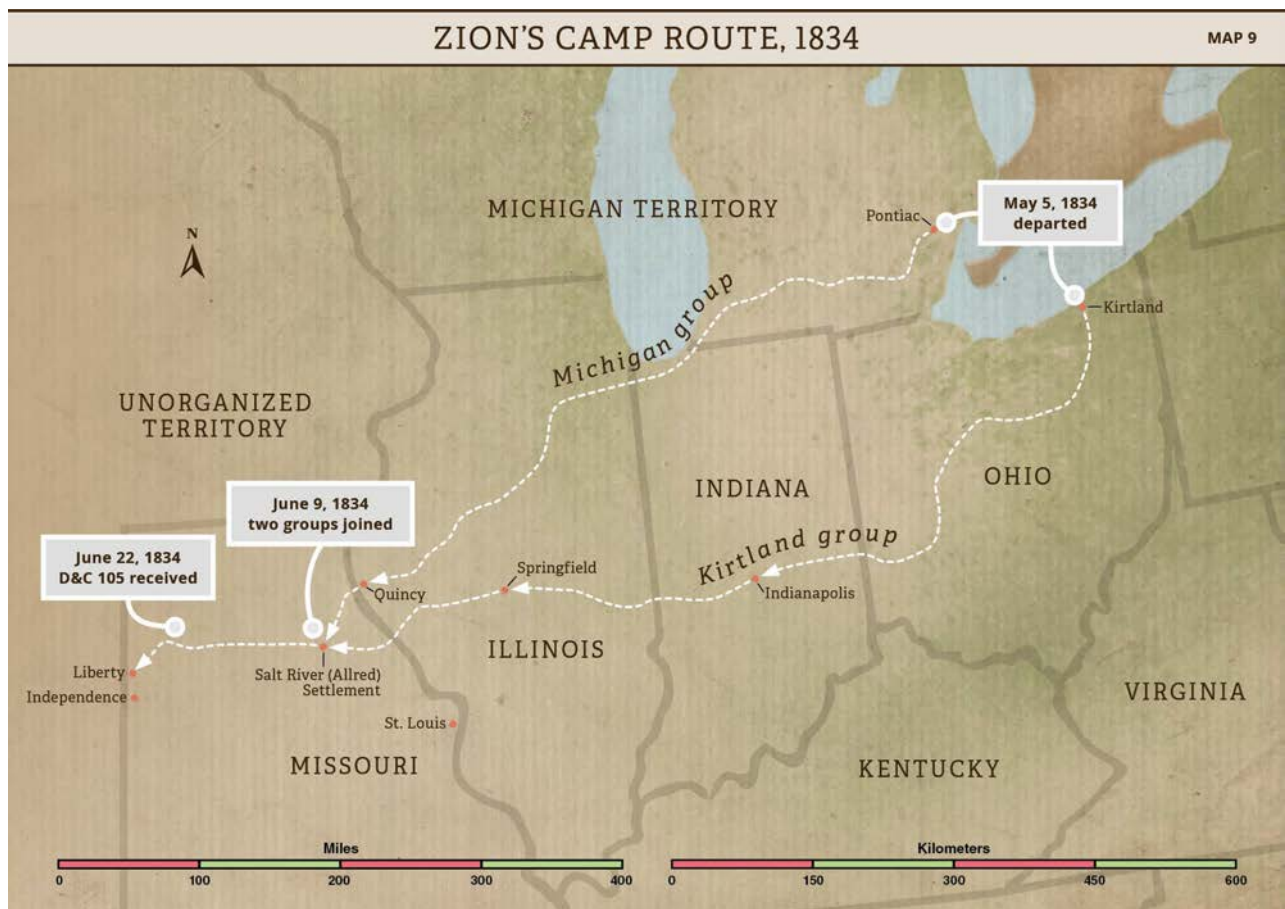 ZION'S CAMP ROUTE, 1834
MAP 9
MICHIGAN TERRITORY
Pontiac
May 5, 1834
departed
N
Kirtland
Michigan group
UNORGANIZED
TERRITORY
INDIANA
OHIO
June 9, 1834
two groups joined
June 22, 1834
D&C 105 received
Kirtland group
Springfield
Quincy
Indianapolis
ILLINOIS
Liberty
Salt River (Allred)
Settlement
Independence
VIRGINIA
St. Louis
MISSOURI
KENTUCKY
Miles
Kilometers
0 100 200 300 400
0 150 300 450 600